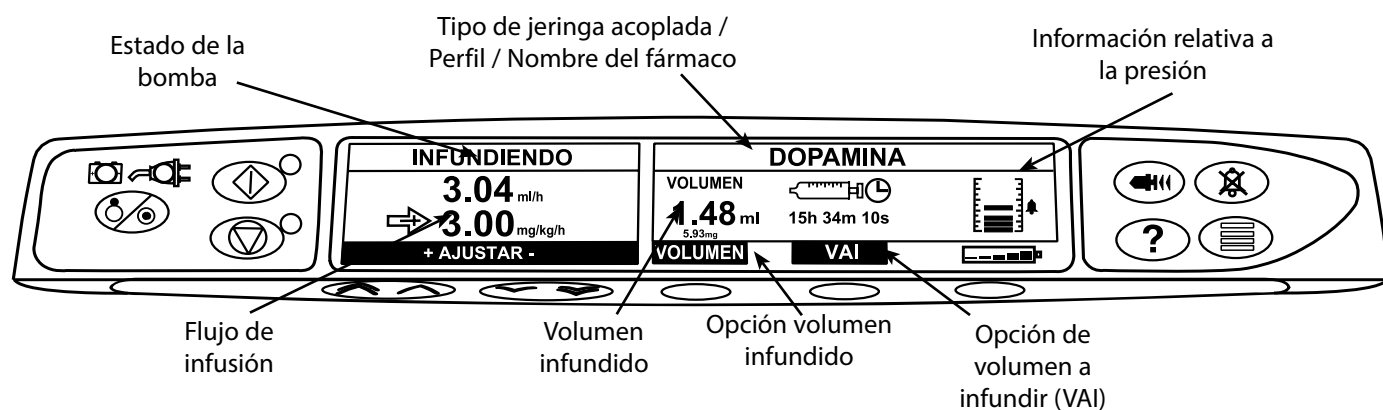 Estado de la
bomba
Tipo de jeringa acoplada /
Perfil / Nombre del fármaco
Información relativa a
la presión
INFUNDIENDO
3.04 ml/h
3.00 mg/kg/h
+ AJUSTAR -
DOPAMINA
VOLUMEN
1.48 ml
5.93mg
15h 34m 10s
VOLUMEN
VAI
?
Flujo de
infusión
Volumen
infundido
Opción volumen
infundido
Opción de
volumen a
infundir (VAI)